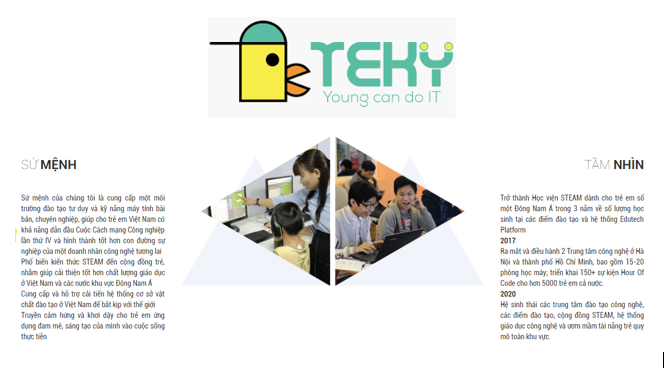 TEKY
Young can do IT
SỨ MỆNH
Sứ mệnh của chúng tôi là cung cấp một môi
trường đào tạo tư duy và kỹ năng máy tính bài
bản, chuyên nghiệp, giúp cho trẻ em Việt Nam có
khả năng dẫn đầu Cuộc Cách mạng Công nghiệp
lần thứ IV và hình thành tốt hơn con đường sự
nghiệp của một doanh nhân công nghệ tương lai
Phổ biến kiến thức STEAM đến cộng đồng trẻ,
nhằm giúp cải thiện tốt hơn chất lượng giáo dục
ở Việt Nam và các nước khu vực Đông Nam Á
Cung cấp và hỗ trợ cải tiến hệ thống cơ sở vật
chất đào tạo ở Việt Nam để bắt kịp với thế giới
Truyền cảm hứng và khơi dậy cho trẻ em ứng
dụng đam mê, sáng tạo của mình vào cuộc sống
thực tiễn
TẦM NHÌN
Trở thành Học viện STEAM dành cho trẻ em số
một Đông Nam Á trong 3 năm về số lượng học
sinh tại các điểm đào tạo và hệ thống Edutech
Platform
2017
Ra mắt và điều hành 2 Trung tâm công nghệ ở Hà
Nội và thành phố Hồ Chí Minh, bao gồm 15-20
phòng học máy; triển khai 150+ sự kiện Hour Of
Code cho hơn 5000 trẻ em cả nước.
2020
Hệ sinh thái các trung tâm đào tạo công nghệ,
các điểm đào tạo, cộng đồng STEAM, hệ thống
giáo dục công nghệ và ươm mầm tài năng trẻ quy
mô toàn khu vực.